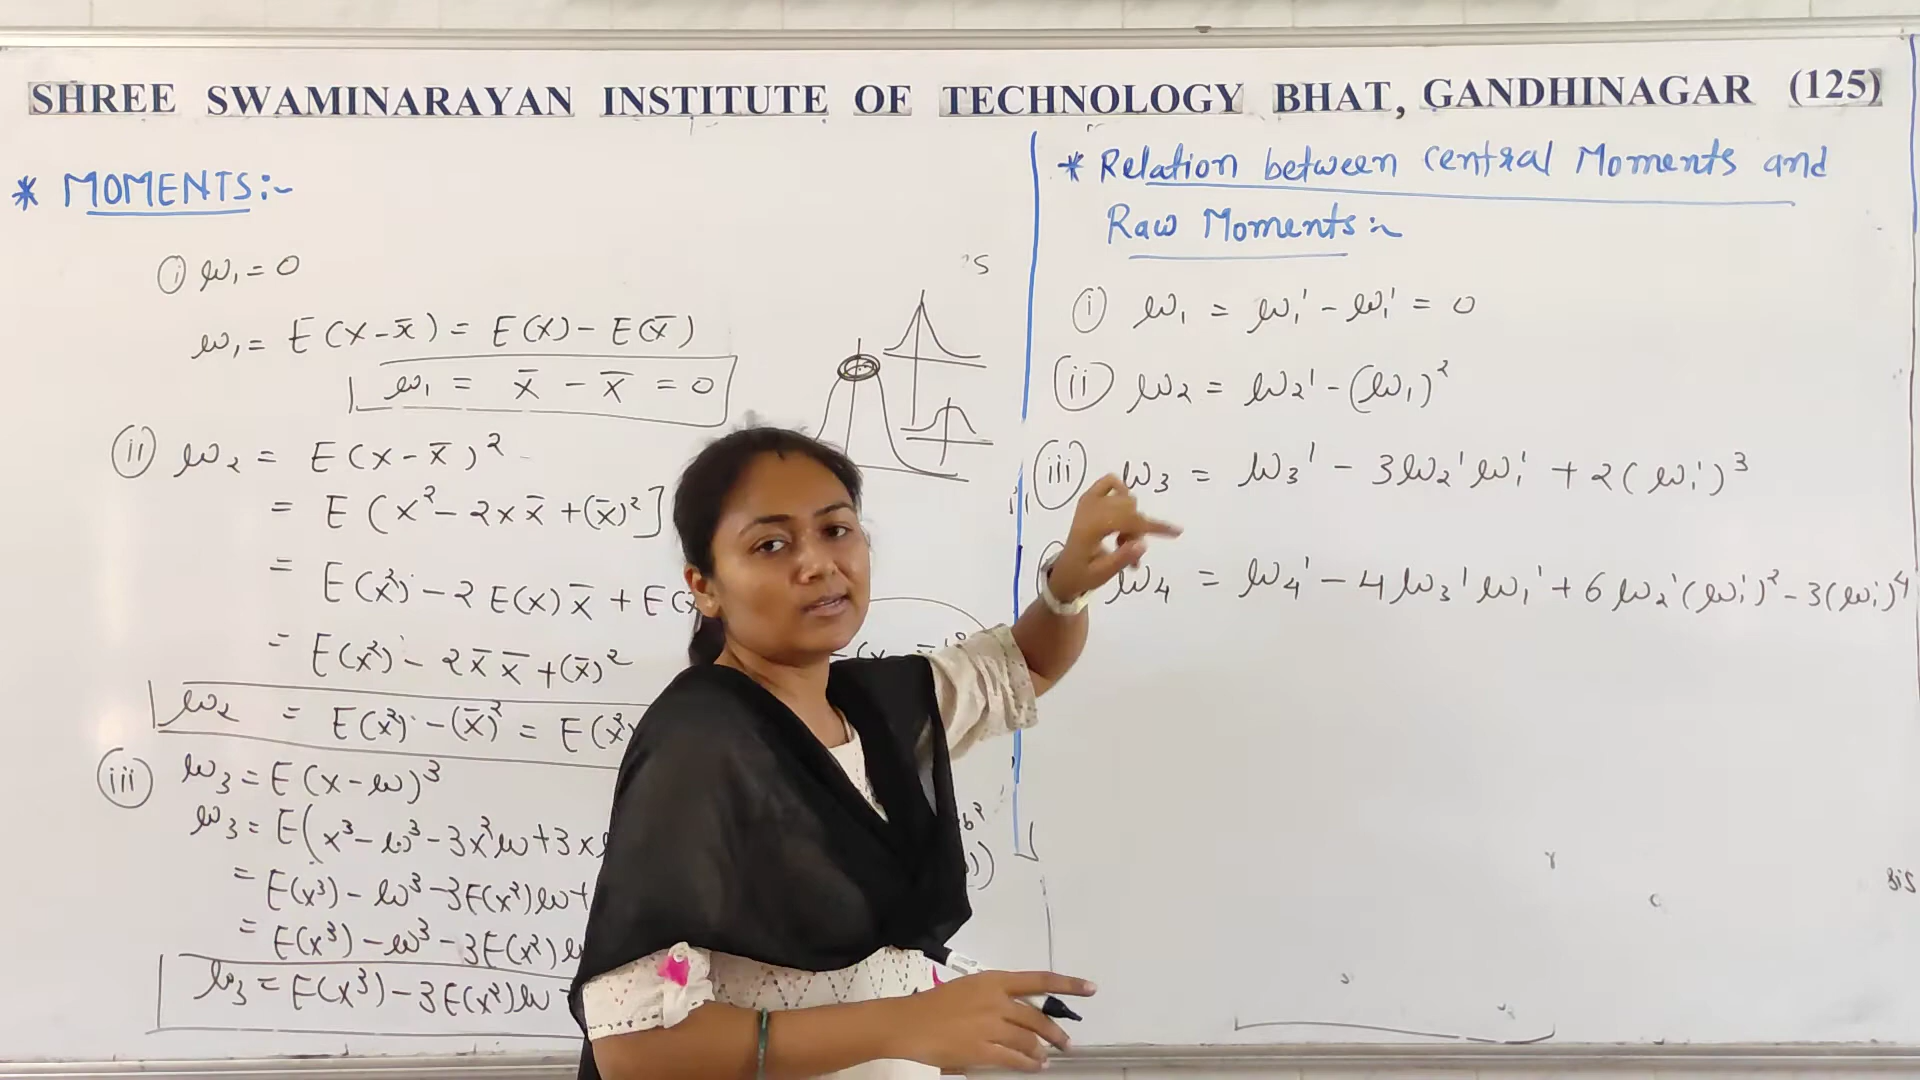 SHREE SWAMINARAYAN INSTITUTE OF TECHNOLOGY BHAT, GANDHINAGAR (125)
* MOMENTS:-
(i) μ₁ = 0
μ₁ = E(x-x̄) = E(x) - E(x̄)
μ₁ = x̄ - x̄ = 0
(ii) μ₂ = E(x-x̄)²
= E(x² - 2xx̄ + (x̄)²]
= E(x²) - 2E(x)x̄ + E(x
= E(x²) - 2x̄x̄ + (x̄)²
μ₂ = E(x²) - (x̄)² = E(x²)
(iii) μ₃ = E(x-μ)³
μ₃ = E(x³ - μ³ - 3x²μ + 3x
= E(x³) - μ³ - 3E(x²)μ +
= E(x³) - μ³ - 3E(x²)μ
μ₃ = E(x³) - 3E(x²)μ
* Relation between central Moments and
Raw Moments:-
(i) μ₁ = μ₁' - μ₁' = 0
(ii) μ₂ = μ₂' - (μ₁)²
(iii) μ₃ = μ₃' - 3μ₂'μ₁' + 2(μ₁')³
μ₄ = μ₄' - 4μ₃'μ₁' + 6μ₂'(μ₁')² - 3(μ₁')⁴